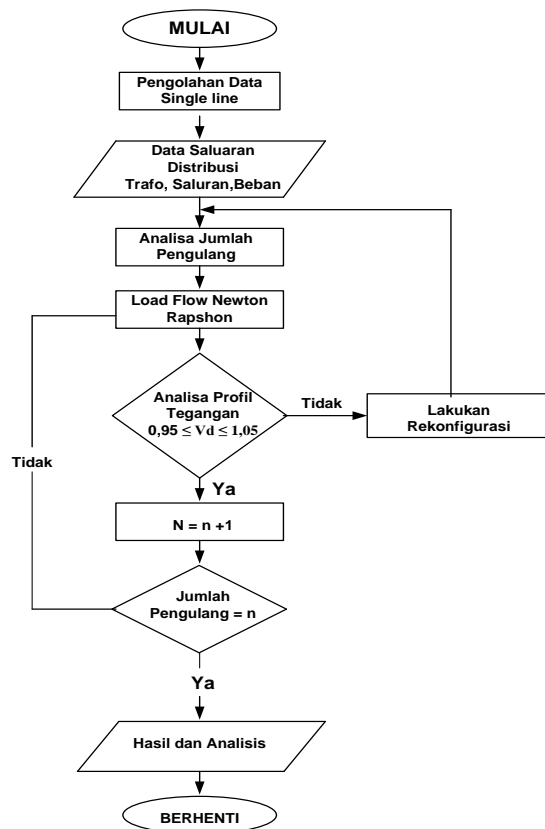 MULAI
Pengolahan Data
Single line
Data Saluaran
Distribusi
Trafo, Saluran,Beban
Analisa Jumlah
Pengulang
Load Flow Newton
Rapshon
Analisa Profil
Tegangan
0,95 ≤ Vd ≤ 1,05
Tidak
Lakukan
Rekonfigurasi
Tidak
Ya
N = n +1
Jumlah
Pengulang = n
Ya
Hasil dan Analisis
BERHENTI